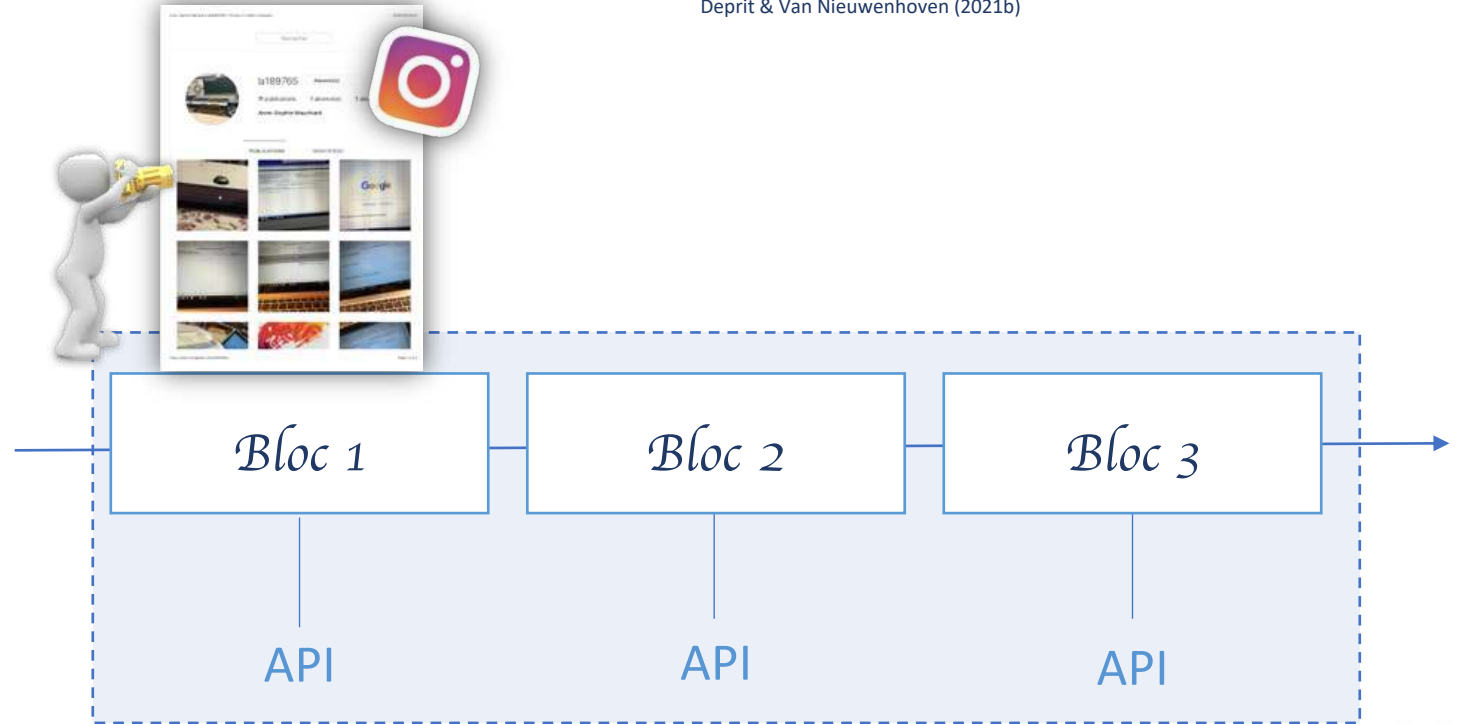 Deprit & Van Nieuwenhoven (2021b)
la189765
Google
Bloc 1
Bloc 2
Bloc 3
API
API
API